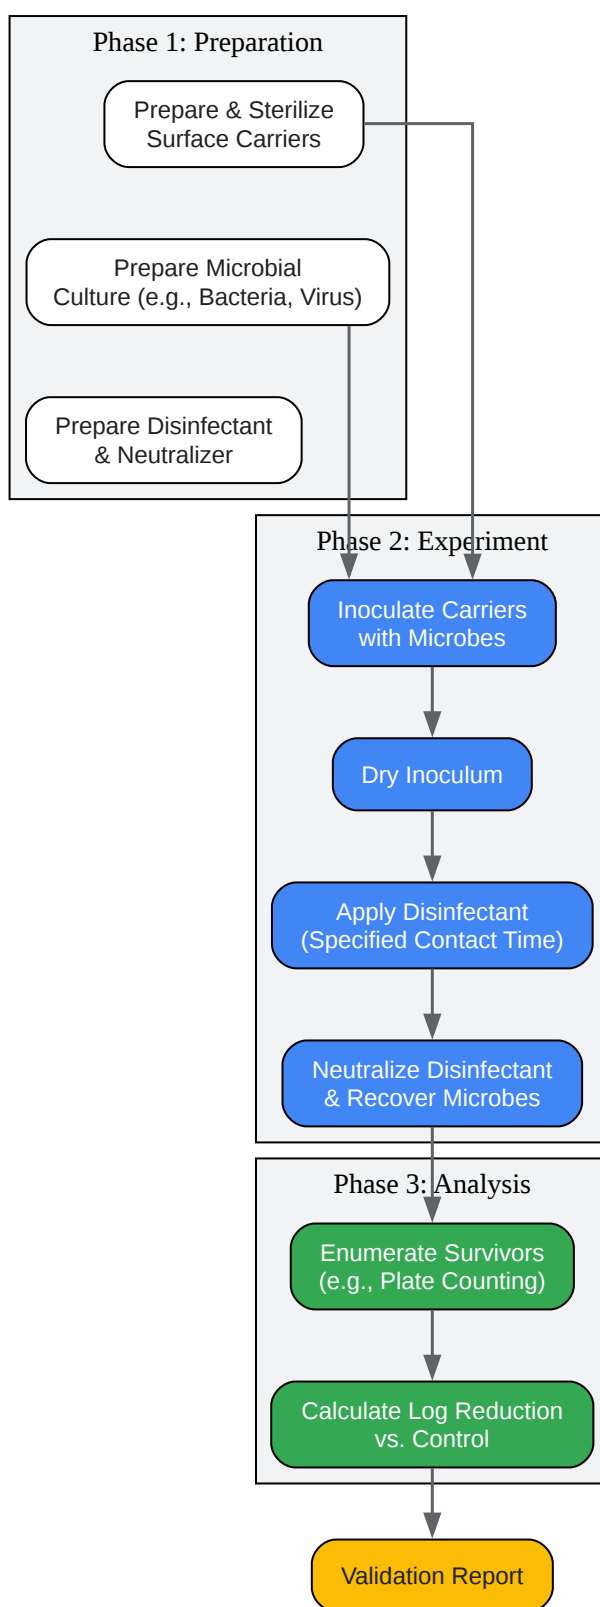 Phase 1: Preparation
Prepare & Sterilize
Surface Carriers
Prepare Microbial
Culture (e.g., Bacteria, Virus)
Prepare Disinfectant
& Neutralizer
Phase 2: Experiment
Inoculate Carriers
with Microbes
Dry Inoculum
Apply Disinfectant
(Specified Contact Time)
Neutralize Disinfectant
& Recover Microbes
Phase 3: Analysis
Enumerate Survivors
(e.g., Plate Counting)
Calculate Log Reduction
vs. Control
Validation Report